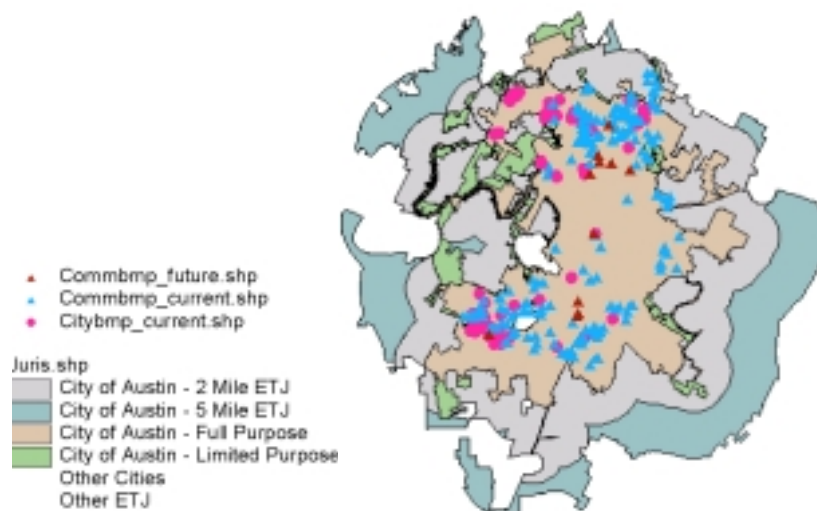 Commbmp_future.shp
Commbmp_current.shp
Citybmp_current.shp
Juris.shp
City of Austin - 2 Mile ETJ
City of Austin - 5 Mile ETJ
City of Austin - Full Purpose
City of Austin - Limited Purpose
Other Cities
Other ETJ